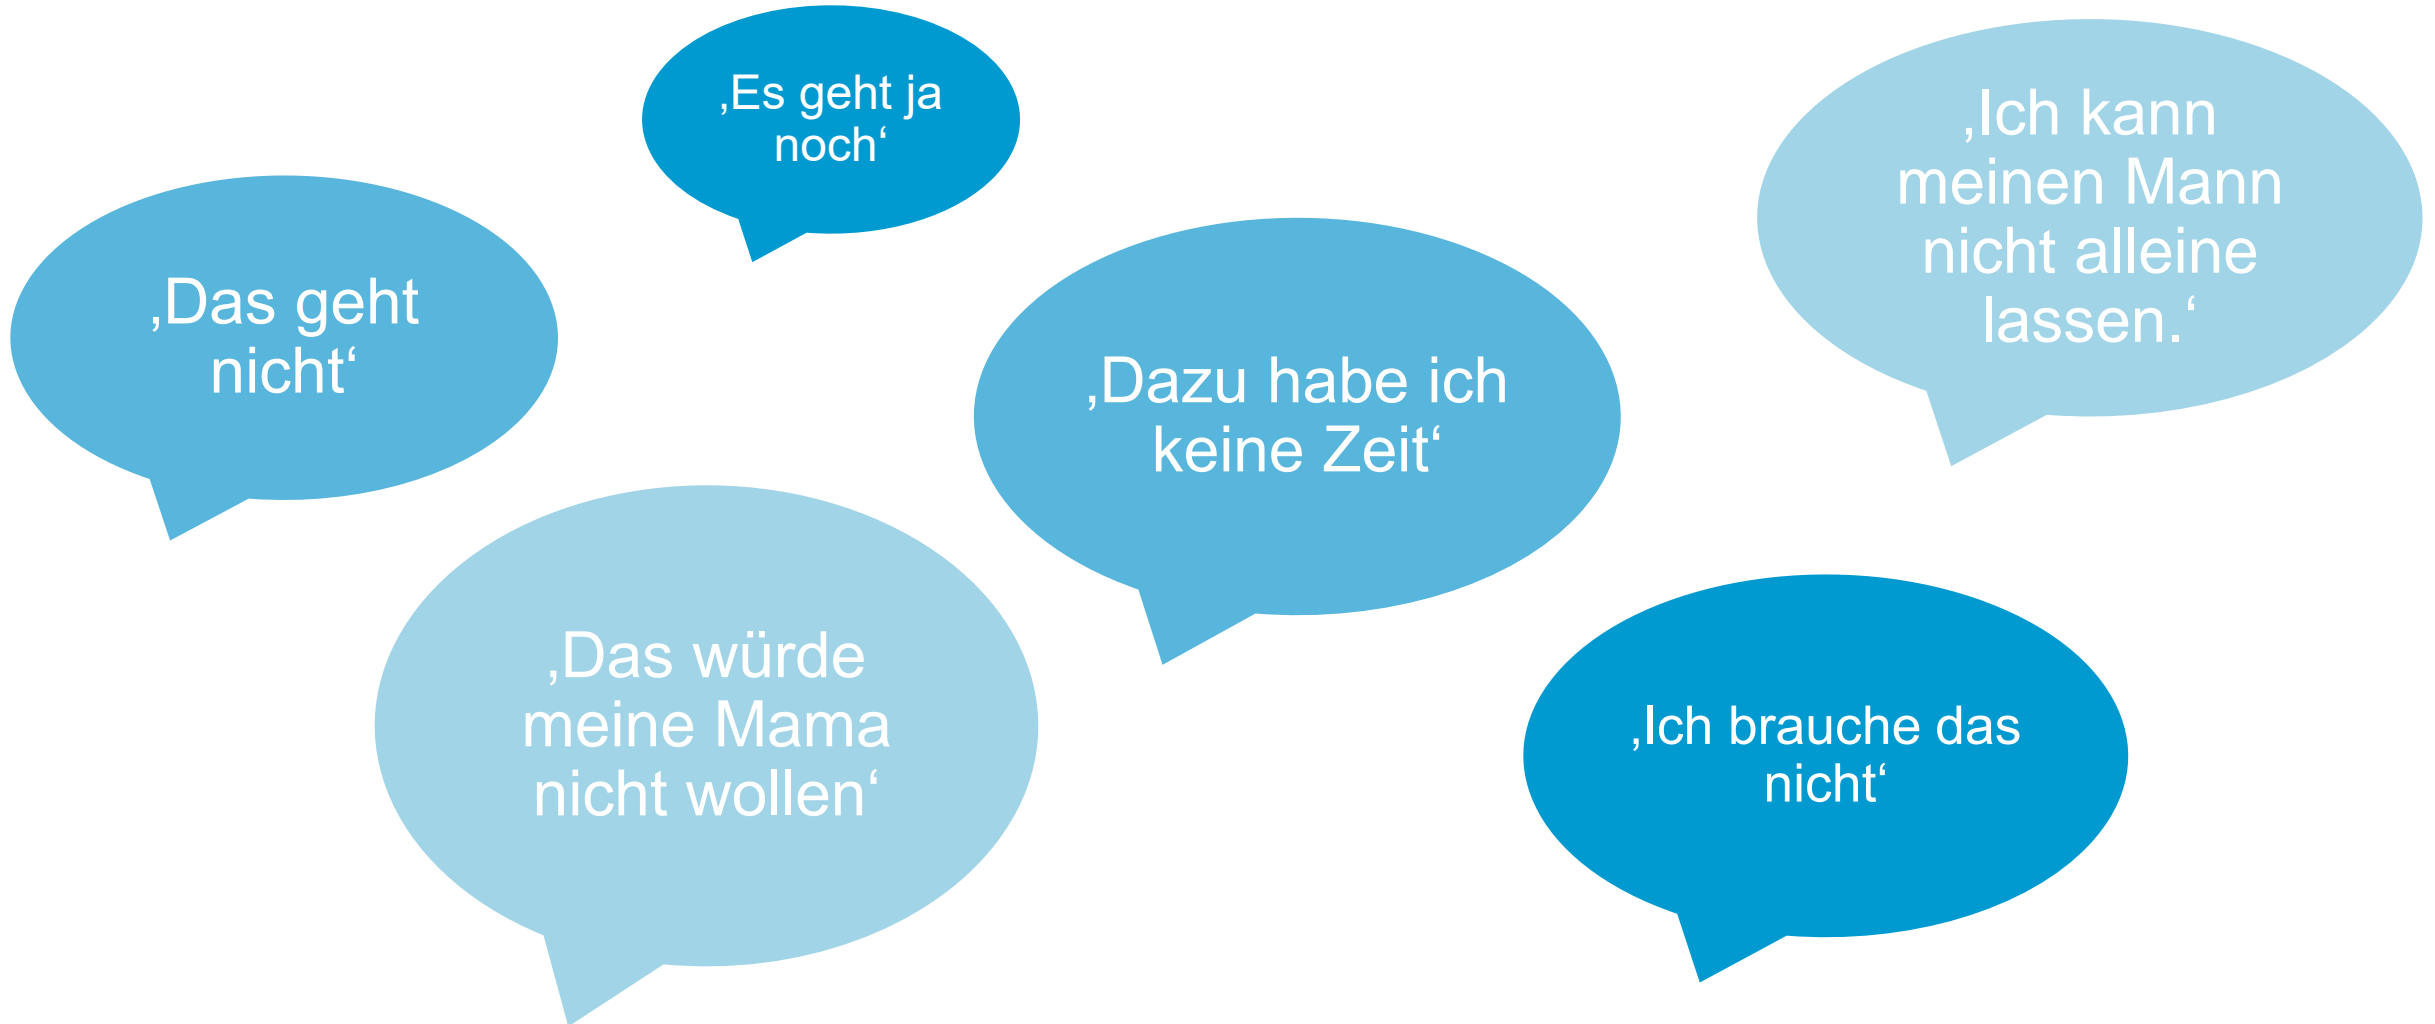 ‚Es geht ja
noch‘
‚Ich kann
meinen Mann
nicht alleine
lassen.‘
‚Das geht
nicht‘
‚Dazu habe ich
keine Zeit‘
‚Das würde
meine Mama
nicht wollen‘
‚Ich brauche das
nicht‘